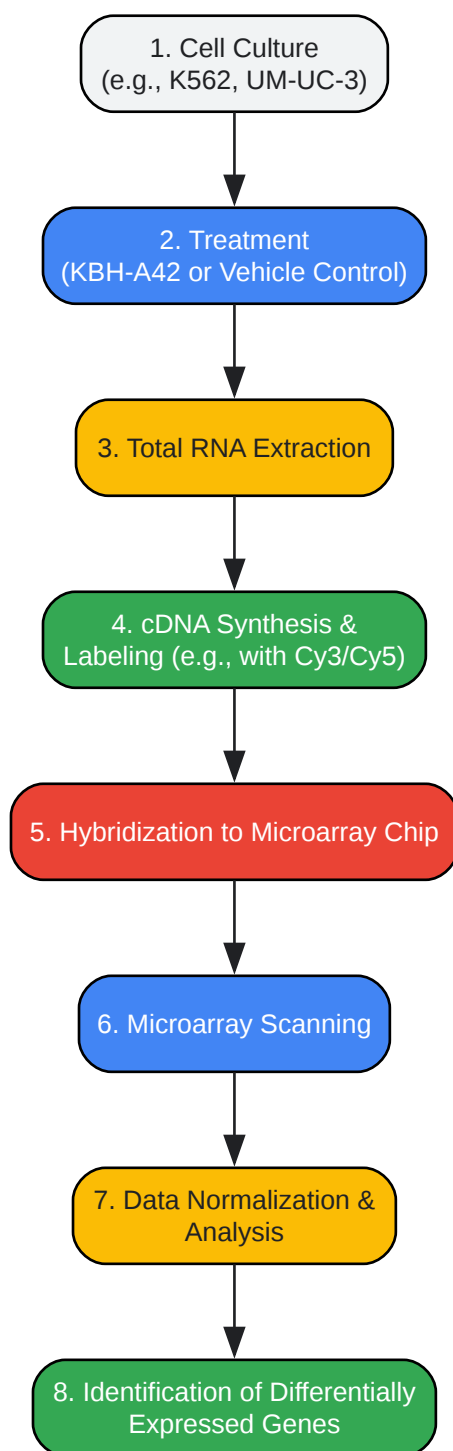 1. Cell Culture
(e.g., K562, UM-UC-3)
2. Treatment
(KBH-A42 or Vehicle Control)
3. Total RNA Extraction
4. cDNA Synthesis &
Labeling (e.g., with Cy3/Cy5)
5. Hybridization to Microarray Chip
6. Microarray Scanning
7. Data Normalization &
Analysis
8. Identification of Differentially
Expressed Genes